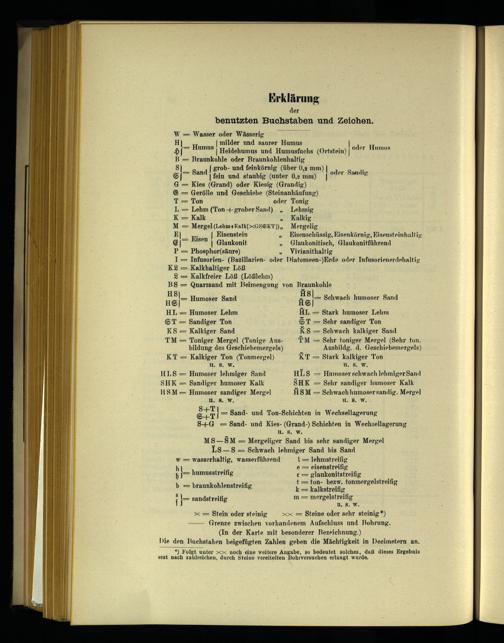 Erklärung
der
benutzten Buchstaben und Zeichen.
W = Wasser oder Wässerig
H
ℌ = Humus milder und saurer Humus
Heidehumus und Humusfuchs (Ortstein) oder Humos
B = Braunkohle oder Braunkohlenhaltig
S
𝔖 = Sand grob- und feinkörnig (über 0,2 mm)
fein und staubig (unter 0,2 mm) oder Sandig
G = Kies (Grand) oder Kiesig (Grandig)
𝔊 = Gerölle und Geschiebe (Steinanhäufung)
T = Ton oder Tonig
L = Lehm (Ton + grober Sand) „ Lehmig
K = Kalk „ Kalkig
M = Mergel „ Mergelig
E
𝔈 = Eisen Eisenstein „ Eisenschüssig, Eisenkörnig, Eisensteinhaltig
Glaukonit „ Glaukonitisch, Glaukonitführend
P = Phosphor(säure) „ Vivianithaltig
I = Infusorien- (Bazillarien- oder Diatomeen-)Erde oder Infusorienerdehaltig
K𝔏 = Kalkhaltiger Löß
𝔏 = Kalkfreier Löß (Lößlehm)
BS = Quarzsand mit Beimengung von Braunkohle
HS
H𝔖 = Humoser Sand
H̆S
H̆𝔖 = Schwach humoser Sand
HL = Humoser Lehm H̄L = Stark humoser Lehm
𝔖T = Sandiger Ton 𝔖̄T = Sehr sandiger Ton
KS = Kalkiger Sand K̆S = Schwach kalkiger Sand
TM = Toniger Mergel (Tonige Aus-
bildung des Geschiebemergels)
T̄M = Sehr toniger Mergel (Sehr ton.
Ausbildg. d. Geschiebemergels)
KT = Kalkiger Ton (Tonmergel) K̄T = Stark kalkiger Ton
u. s. w. u. s. w.
HLS = Humoser lehmiger Sand HL̆S = Humoser schwach lehmiger Sand
SHK = Sandiger humoser Kalk S̄HK = Sehr sandiger humoser Kalk
HSM = Humoser sandiger Mergel H̆SM = Schwach humoser sandig. Mergel
u. s. w. u. s. w.
S+T
𝔖+T = Sand- und Ton-Schichten in Wechsellagerung
S+G = Sand- und Kies- (Grand-) Schichten in Wechsellagerung
u. s. w.
MS — S̄M = Mergeliger Sand bis sehr sandiger Mergel
L̆S — S = Schwach lehmiger Sand bis Sand
w = wasserhaltig, wasserführend
h
𝔥 = humusstreifig
b = braunkohlenstreifig
= sandstreifig
l = lehmstreifig
e = eisenstreifig
= glaukonitstreifig
t = ton- bezw. tonmergelstreifig
k = kalkstreifig
m = mergelstreifig
u. s. w.
× = Stein oder steinig ×× = Steine oder sehr steinig*)
—— Grenze zwischen vorhandenem Aufschluss und Bohrung.
(In der Karte mit besonderer Bezeichnung.)
Die den Buchstaben beigefügten Zahlen geben die Mächtigkeit in Decimetern an.
*) Folgt unter ×× noch eine weitere Angabe, so bedeutet solches, daß dieses Ergebnis
erst nach zahlreichen, durch Steine vereitelten Bohrversuchen erlangt wurde.